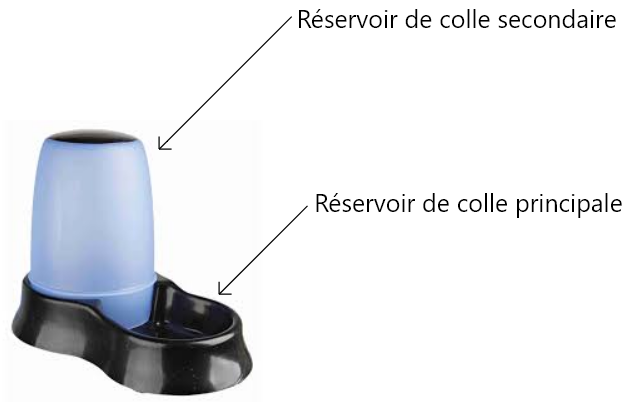 Réservoir de colle secondaire
Réservoir de colle principale